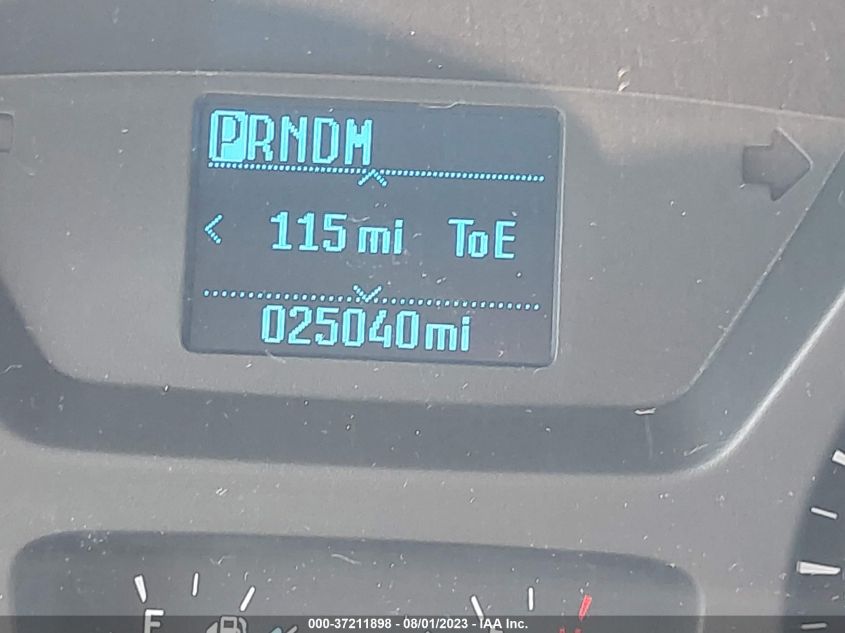 PRNDM
< 115 mi ToE
025040mi
000-37211898 - 08/01/2023 - IAA Inc.